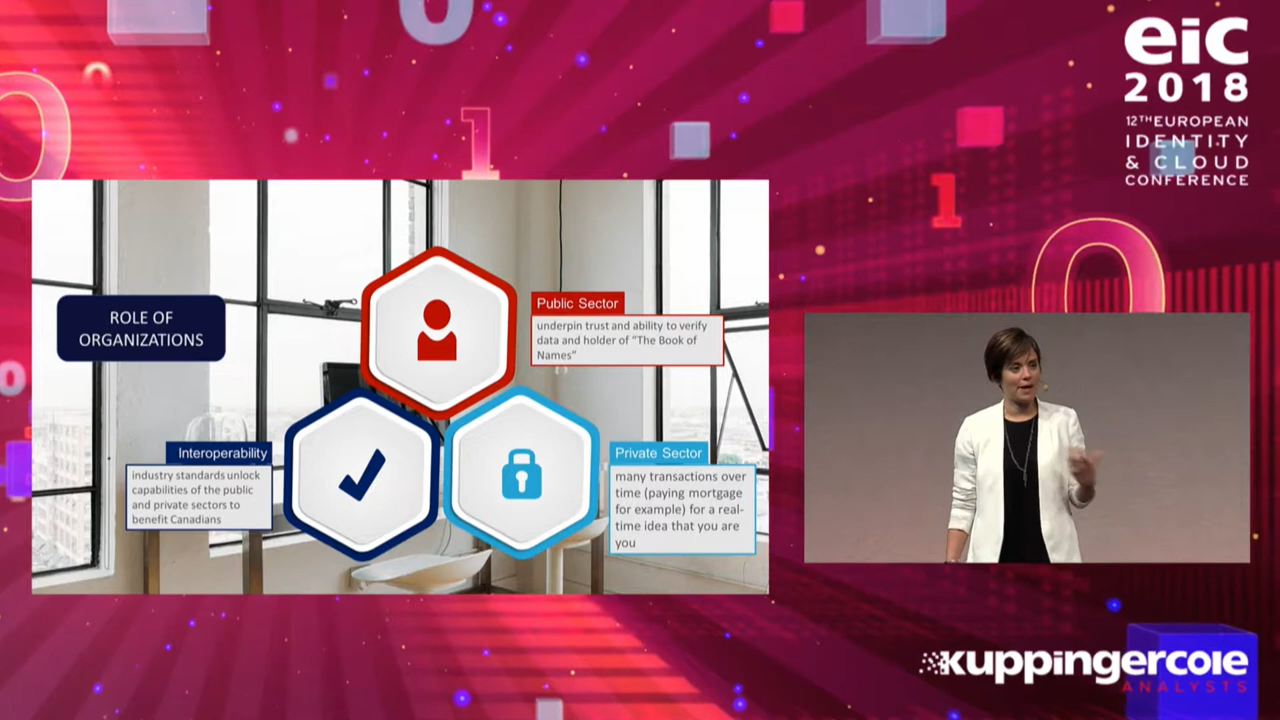 eic
2018
12TH EUROPEAN
IDENTITY
& CLOUD
CONFERENCE
ROLE OF
ORGANIZATIONS
Public Sector
underpin trust and ability to verify
data and holder of “The Book of
Names”
Interoperability
industry standards unlock
capabilities of the public
and private sectors to
benefit Canadians
Private Sector
many transactions over
time (paying mortgage
for example) for a real-
time idea that you are
you
kuppingercole
ANALYSTS